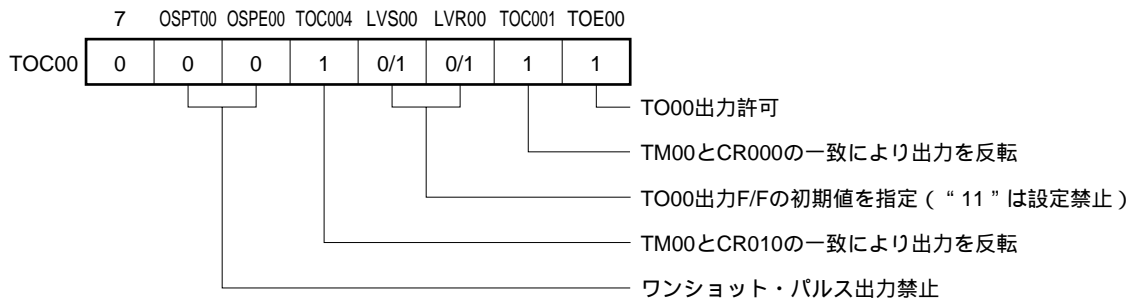 7 OSPT00 OSPE00 TOC004 LVS00 LVR00 TOC001 TOE00
TOC00 0 0 0 1 0/1 0/1 1 1
TO00出力許可
TM00とCR000の一致により出力を反転
TO00出力F/Fの初期値を指定（“11”は設定禁止）
TM00とCR010の一致により出力を反転
ワンショット・パルス出力禁止